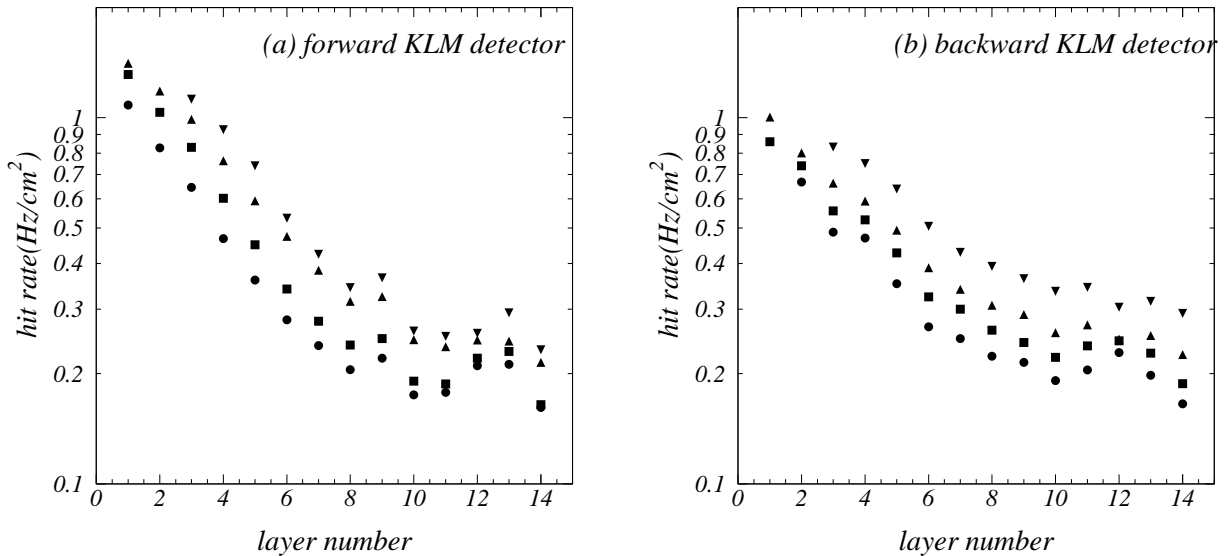 (a) forward KLM detector
hit rate(Hz/cm²)
1
0.9
0.8
0.7
0.6
0.5
0.4
0.3
0.2
0.1
0 2 4 6 8 10 12 14
layer number
(b) backward KLM detector
hit rate(Hz/cm²)
1
0.9
0.8
0.7
0.6
0.5
0.4
0.3
0.2
0.1
0 2 4 6 8 10 12 14
layer number